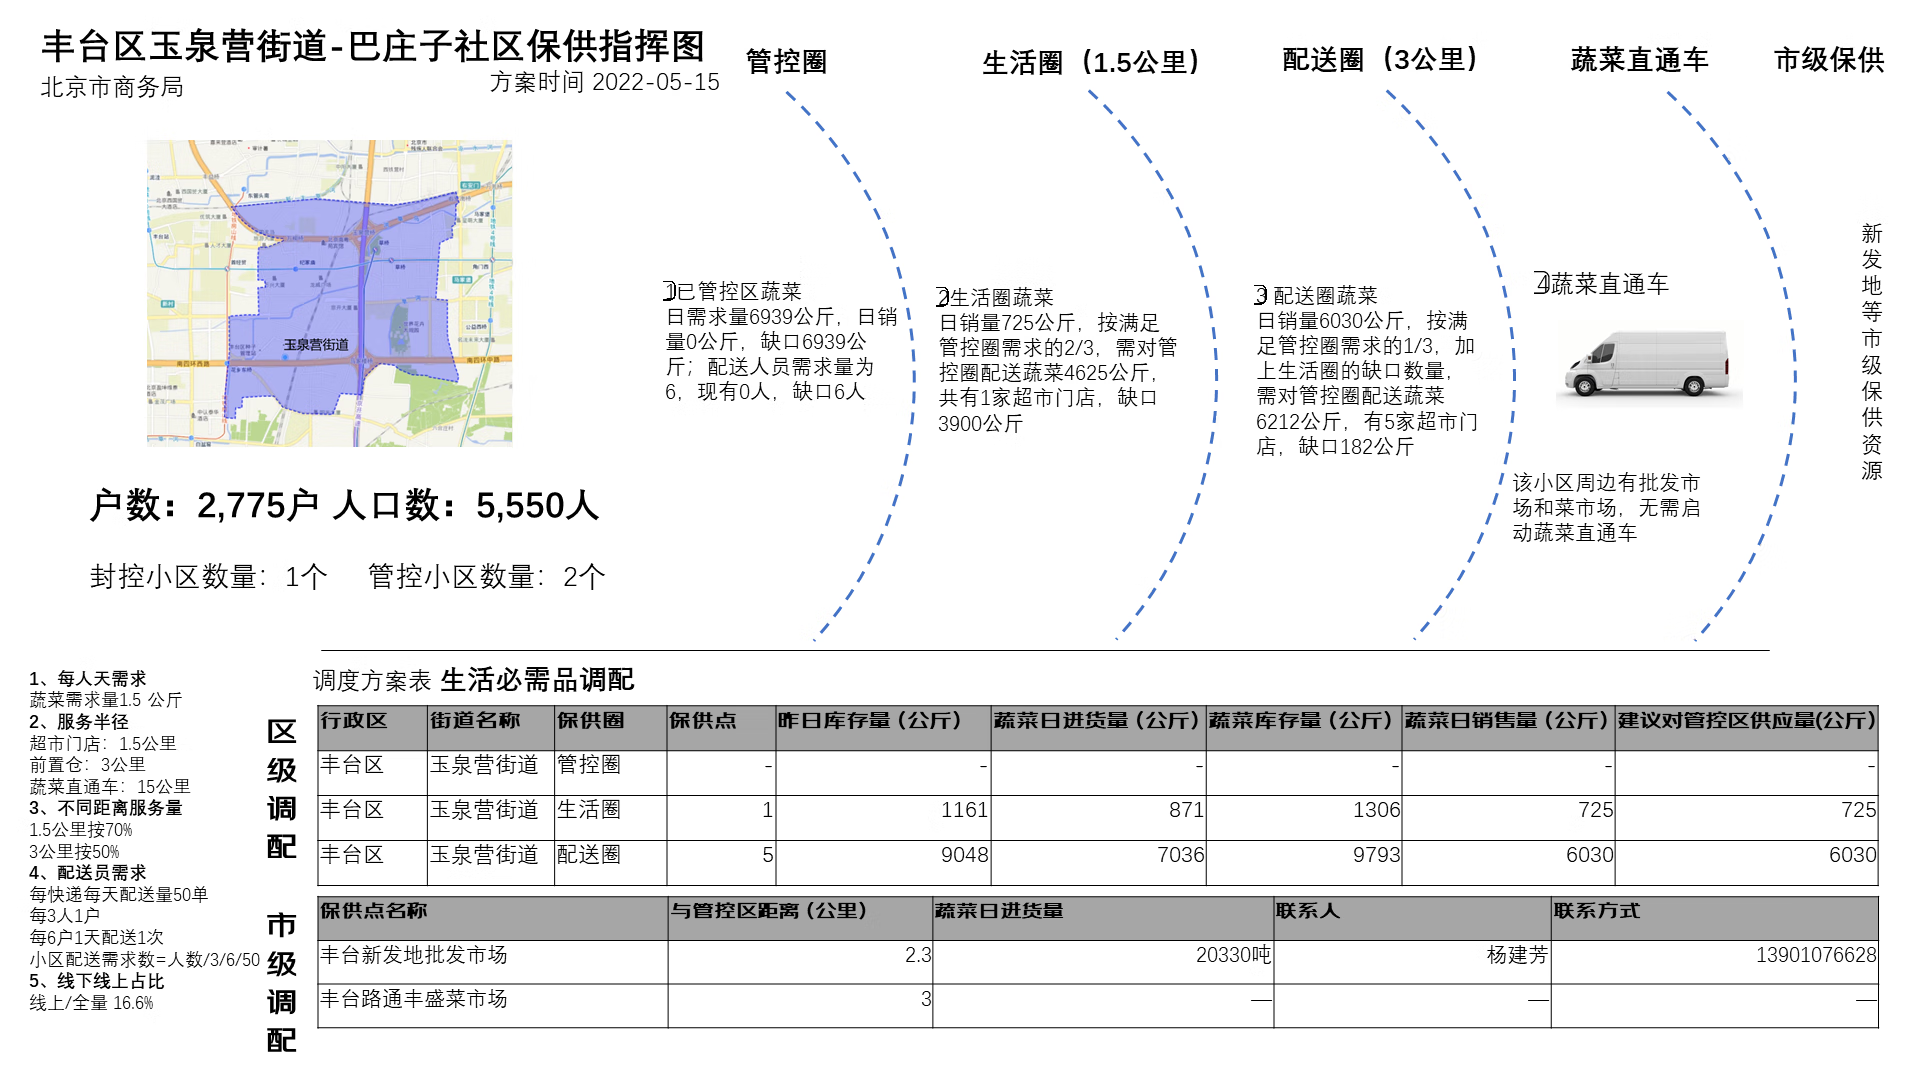 丰台区玉泉营街道-巴庄子社区保供指挥图
北京市商务局
方案时间 2022-05-15
管控圈
生活圈（1.5公里）
配送圈（3公里）
蔬菜直通车
市级保供
玉泉营街道
南四环西路
南四环中路
户数：2,775户 人口数：5,550人
封控小区数量：1个 管控小区数量：2个
1已管控区蔬菜
日需求量6939公斤，日销
量0公斤，缺口6939公
斤；配送人员需求量为
6，现有0人，缺口6人
2生活圈蔬菜
日销量725公斤，按满足
管控圈需求的2/3，需对管
控圈配送蔬菜4625公斤，
共有1家超市门店，缺口
3900公斤
3 配送圈蔬菜
日销量6030公斤，按满
足管控圈需求的1/3，加
上生活圈的缺口数量，
需对管控圈配送蔬菜
6212公斤，有5家超市门
店，缺口182公斤
4蔬菜直通车
该小区周边有批发市
场和菜市场，无需启
动蔬菜直通车
新
发
地
等
市
级
保
供
资
源
1、每人天需求
蔬菜需求量1.5 公斤
2、服务半径
超市门店：1.5公里
前置仓：3公里
蔬菜直通车：15公里
3、不同距离服务量
1.5公里按70%
3公里按50%
4、配送员需求
每快递每天配送量50单
每3人1户
每6户1天配送1次
小区配送需求数=人数/3/6/50
5、线下线上占比
线上/全量 16.6%
调度方案表 生活必需品调配
区
级
调
配
行政区 街道名称 保供圈 保供点 昨日库存量（公斤） 蔬菜日进货量（公斤） 蔬菜库存量（公斤） 蔬菜日销售量（公斤） 建议对管控区供应量(公斤)
丰台区 玉泉营街道 管控圈 - - - - - -
丰台区 玉泉营街道 生活圈 1 1161 871 1306 725 725
丰台区 玉泉营街道 配送圈 5 9048 7036 9793 6030 6030
市
级
调
配
保供点名称 与管控区距离（公里） 蔬菜日进货量 联系人 联系方式
丰台新发地批发市场 2.3 20330吨 杨建芳 13901076628
丰台路通丰盛菜市场 3 — — —